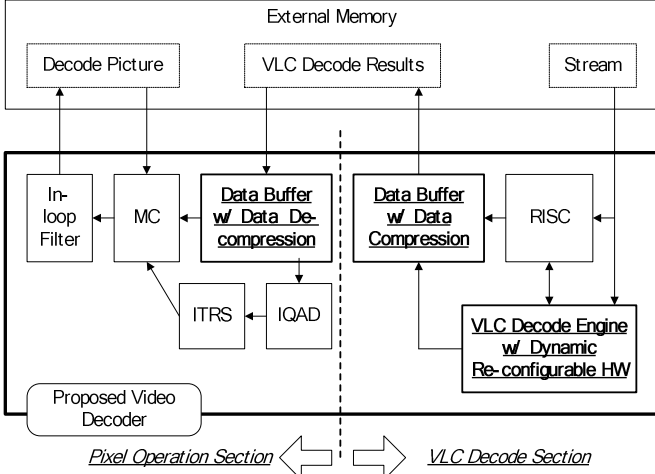 External Memory
Decode Picture
VLC Decode Results
Stream
In-
loop
Filter
MC
Data Buffer
w/ Data De-
compression
Data Buffer
w/ Data
Compression
RISC
ITRS
IQAD
VLC Decode Engine
w/ Dynamic
Re-configurable HW
Proposed Video
Decoder
Pixel Operation Section
VLC Decode Section